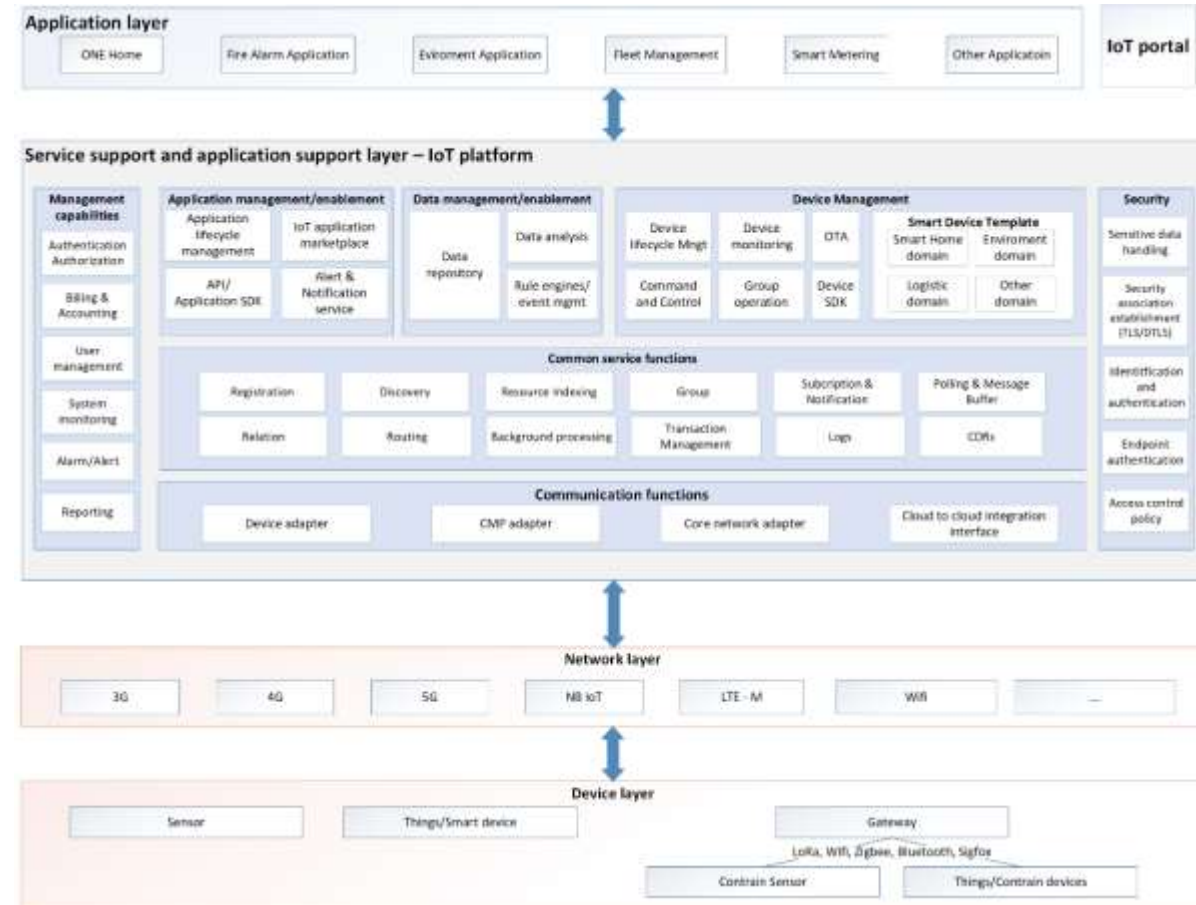 Application layer
ONE Home
Fire Alarm Application
Eviroment Application
Fleet Management
Smart Metering
Other Applicatoin
IoT portal
Service support and application support layer – IoT platform
Management
capabilities
Authentication
Authorization
Billing &
Accounting
User
management
System
monitoring
Alarm/Alert
Reporting
Application management/enablement
Application
lifecycle
management
IoT application
marketplace
API/
Application SDK
Alert &
Notification
service
Data management/enablement
Data
repository
Data analysis
Rule engines/
event mgmt
Device Management
Device
lifecycle Mngt
Device
monitoring
OTA
Command
and Control
Group
operation
Device
SDK
Smart Device Template
Smart Home
domain
Enviroment
domain
Logistic
domain
Other
domain
Security
Sensitive data
handling
Security
association
establishment
(TLS/DTLS)
Identification
and
authentication
Endpoint
authentication
Access control
policy
Common service functions
Registration
Discovery
Resource indexing
Group
Subcription &
Notification
Polling & Message
Buffer
Relation
Routing
Background processing
Transaction
Management
Logs
CDRs
Communication functions
Device adapter
CMP adapter
Core network adapter
Cloud to cloud integration
interface
Network layer
3G
4G
5G
NB IoT
LTE - M
Wifi
...
Device layer
Sensor
Things/Smart device
Gateway
LoRa, Wifi, Zigbee, Bluetooth, Sigfox
Contrain Sensor
Things/Contrain devices